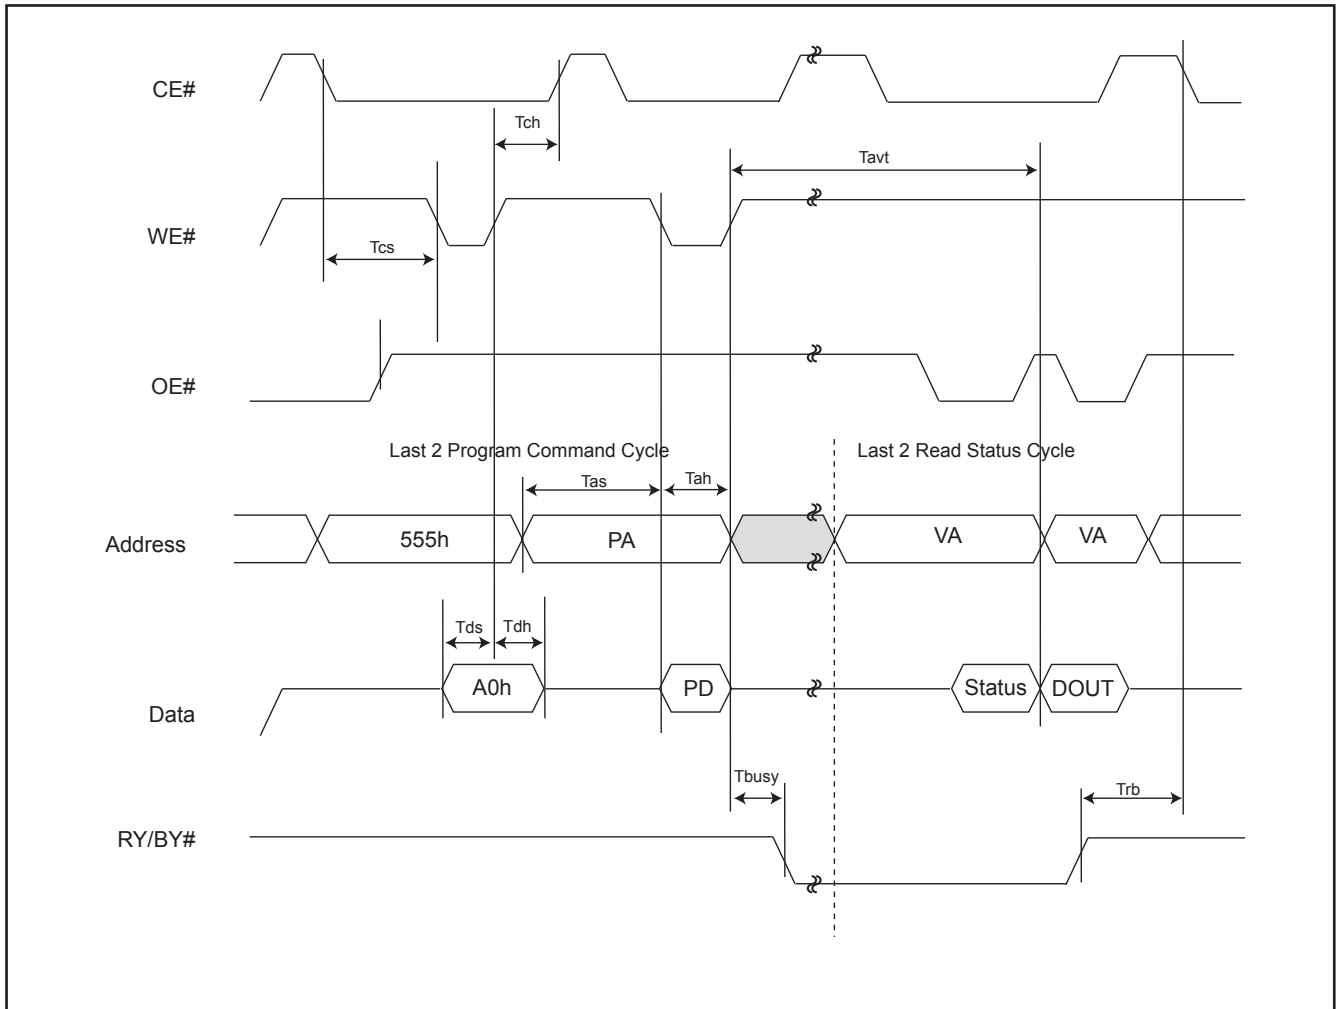 CE#
Tch
Tavt
WE#
Tcs
OE#
Last 2 Program Command Cycle
Last 2 Read Status Cycle
Tas
Tah
Address
555h
PA
VA
VA
Tds
Tdh
Data
A0h
PD
Status
DOUT
Tbusy
Trb
RY/BY#